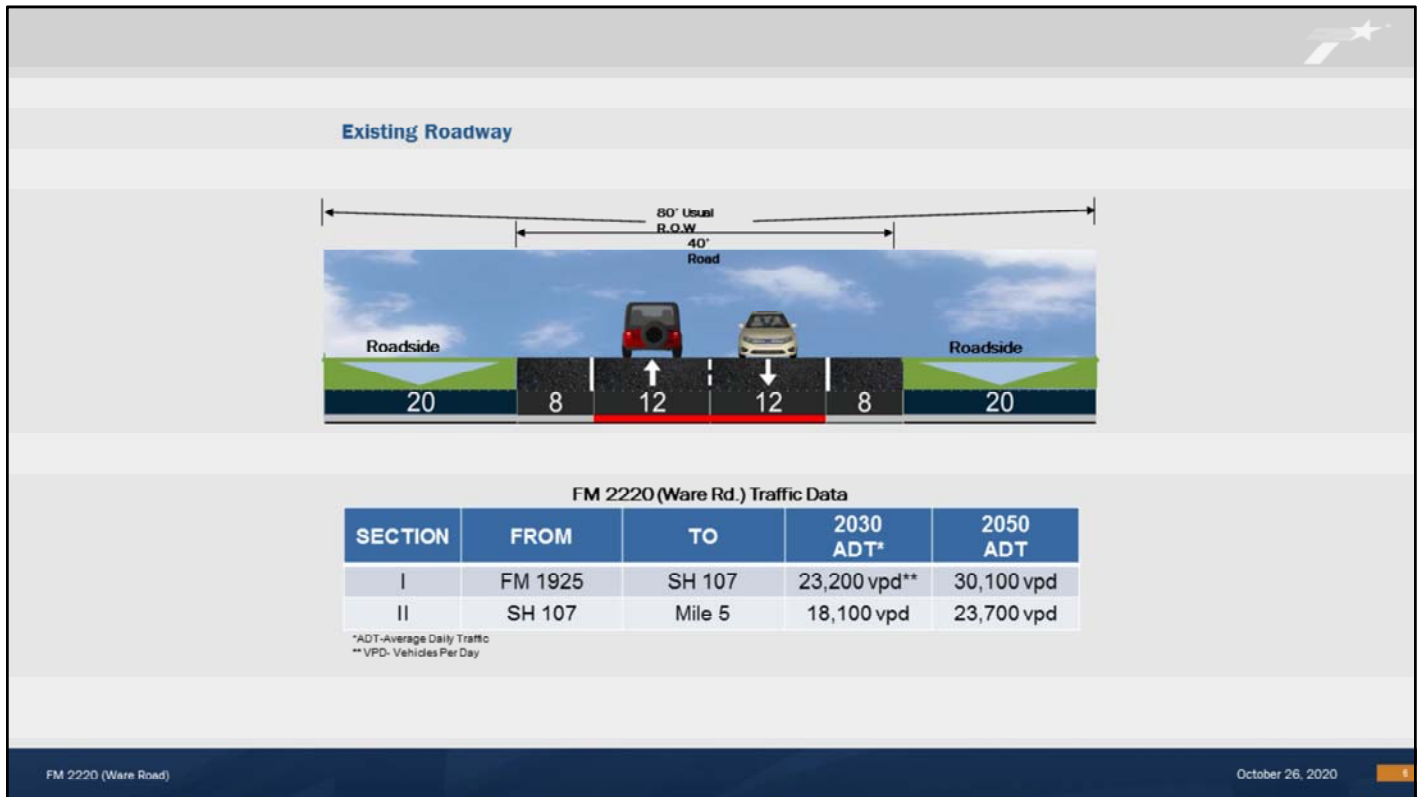 Existing Roadway
80' Usual
R.O.W
40'
Road
Roadside
Roadside
20 8 12 12 8 20
FM 2220 (Ware Rd.) Traffic Data
SECTION FROM TO 2030 ADT* 2050 ADT
I FM 1925 SH 107 23,200 vpd** 30,100 vpd
II SH 107 Mile 5 18,100 vpd 23,700 vpd
*ADT-Average Daily Traffic
** VPD- Vehicles Per Day
FM 2220 (Ware Road)
October 26, 2020
6